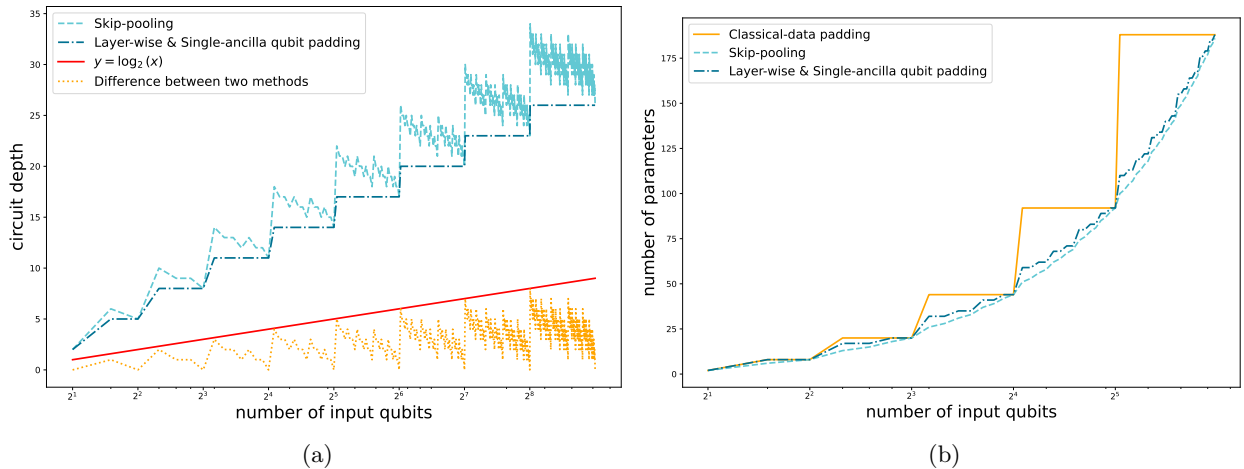 Skip-pooling
Layer-wise & Single-ancilla qubit padding
y = log₂ (x)
Difference between two methods
35
30
25
20
15
10
5
0
circuit depth
2¹ 2² 2³ 2⁴ 2⁵ 2⁶ 2⁷ 2⁸
number of input qubits
(a)
Classical-data padding
Skip-pooling
Layer-wise & Single-ancilla qubit padding
175
150
125
100
75
50
25
0
number of parameters
2¹ 2² 2³ 2⁴ 2⁵
number of input qubits
(b)